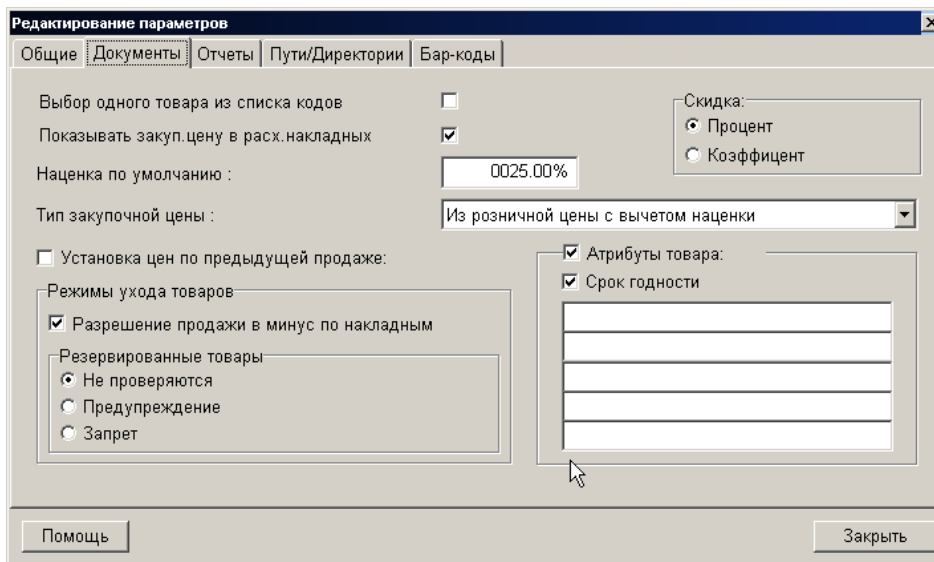 Редактирование параметров
Общие Документы Отчеты Пути/Директории Бар-коды
Выбор одного товара из списка кодов
Показывать закуп.цену в расх.накладных
Наценка по умолчанию : 0025.00%
Скидка:
Процент
Коэффицент
Тип закупочной цены : Из розничной цены с вычетом наценки
Установка цен по предыдущей продаже:
Режимы ухода товаров
Разрешение продажи в минус по накладным
Резервированные товары
Не проверяются
Предупреждение
Запрет
Атрибуты товара:
Срок годности
Помощь Закрыть